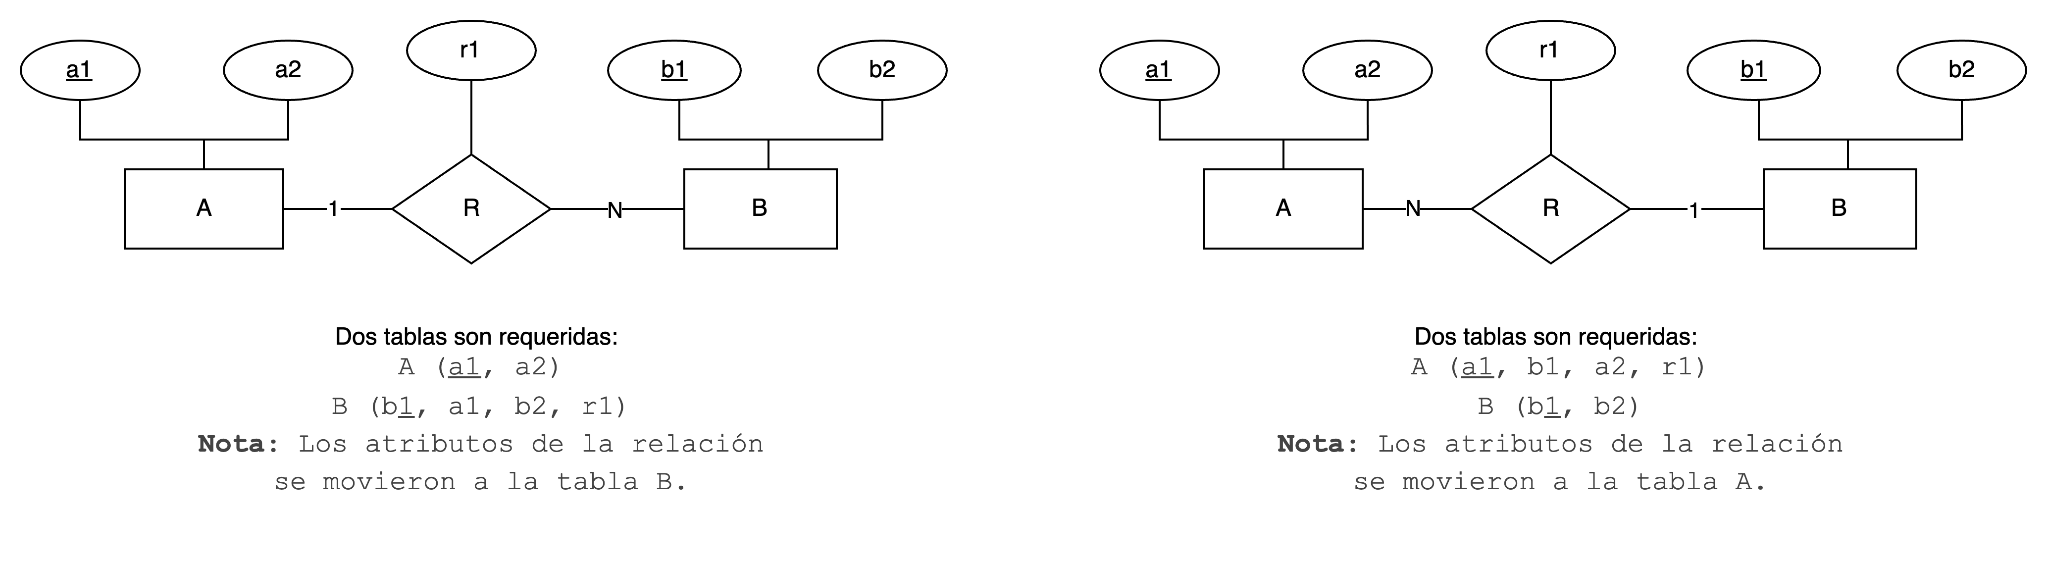 a1
a2
r1
b1
b2
A
1
R
N
B
Dos tablas son requeridas:
A (a1, a2)
B (b1, a1, b2, r1)
Nota: Los atributos de la relación
se movieron a la tabla B.
a1
a2
r1
b1
b2
A
N
R
1
B
Dos tablas son requeridas:
A (a1, b1, a2, r1)
B (b1, b2)
Nota: Los atributos de la relación
se movieron a la tabla A.